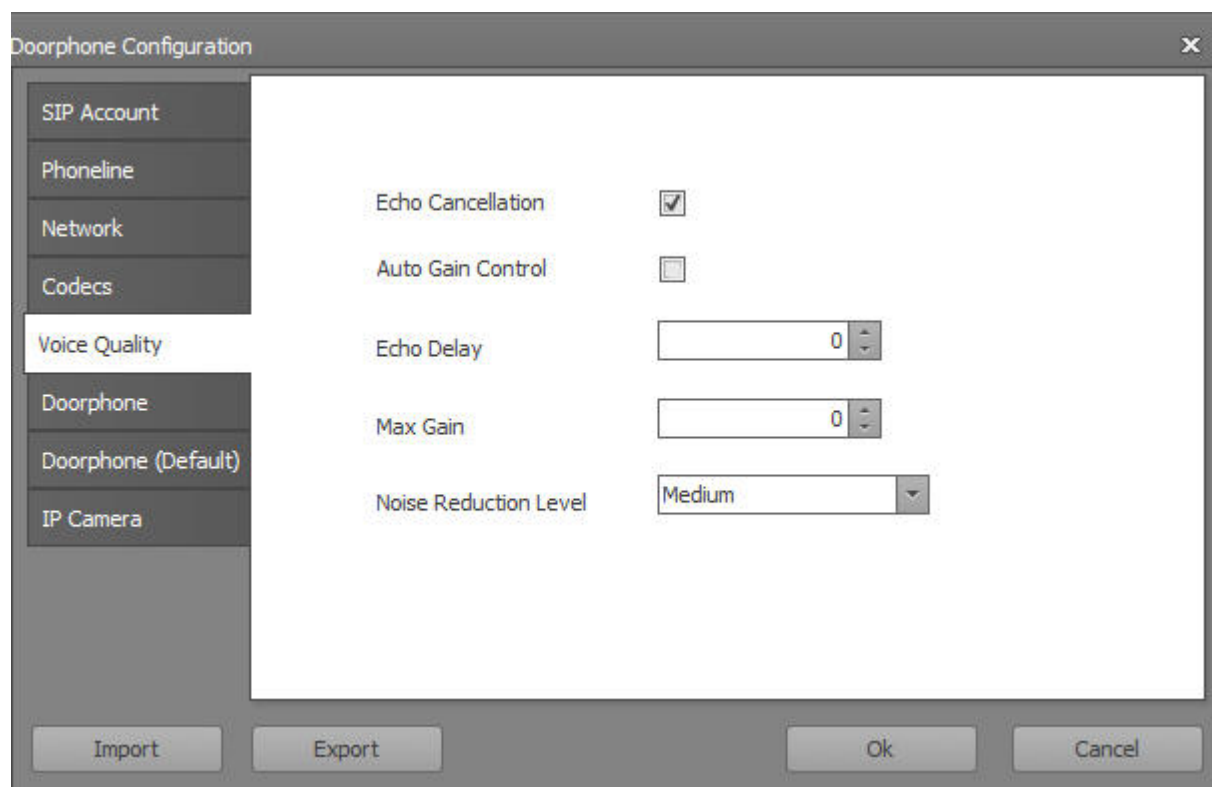 Doorphone Configuration
SIP Account
Phoneline
Network
Codecs
Voice Quality
Doorphone
Doorphone (Default)
IP Camera
Echo Cancellation
Auto Gain Control
Echo Delay 0
Max Gain 0
Noise Reduction Level Medium
Import Export Ok Cancel